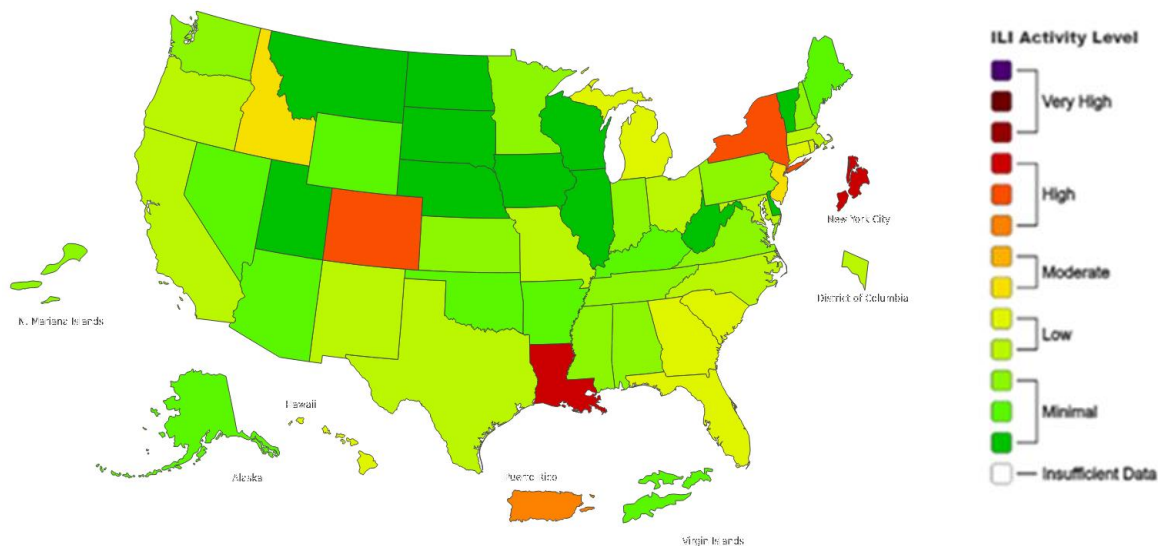 ILI Activity Level
Very High
High
Moderate
Low
Minimal
Insufficient Data
New York City
District of Columbia
N. Mariana Islands
Hawaii
Alaska
Puerto Rico
Virgin Islands